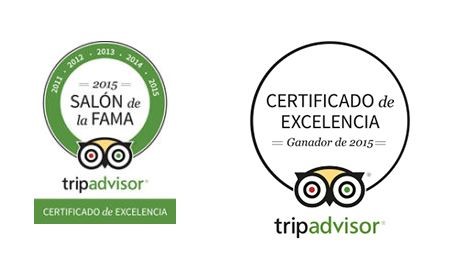 2011 • 2012 • 2013 • 2014 • 2015
2015
SALÓN de
la FAMA
tripadvisor®
CERTIFICADO de EXCELENCIA
CERTIFICADO de
EXCELENCIA
Ganador de 2015
tripadvisor®